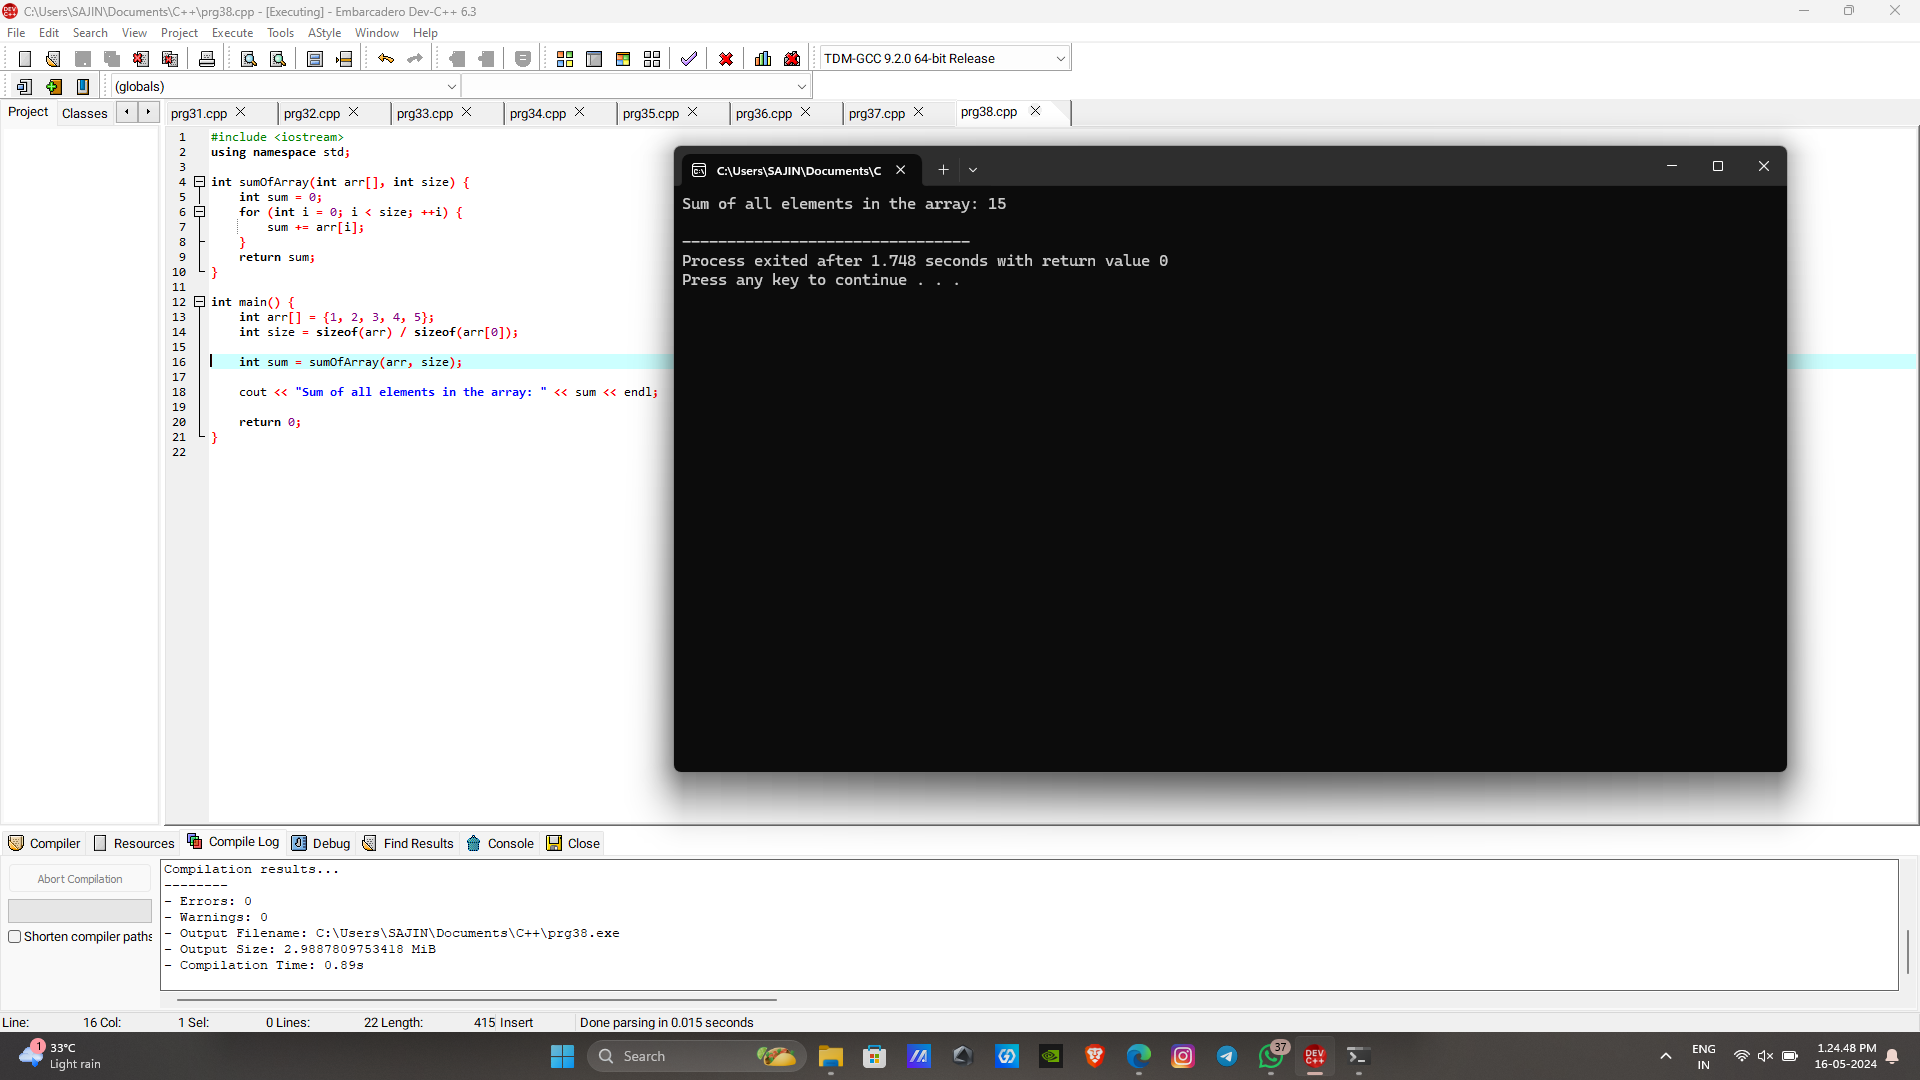 C:\Users\SAJIN\Documents\C++\prg38.cpp - [Executing] - Embarcadero Dev-C++ 6.3
File Edit Search View Project Execute Tools AStyle Window Help
TDM-GCC 9.2.0 64-bit Release
(globals)
Project Classes prg31.cpp prg32.cpp prg33.cpp prg34.cpp prg35.cpp prg36.cpp prg37.cpp prg38.cpp
1 #include <iostream>
2 using namespace std;
3
4 int sumOfArray(int arr[], int size) {
5     int sum = 0;
6     for (int i = 0; i < size; ++i) {
7         sum += arr[i];
8     }
9     return sum;
10 }
11
12 int main() {
13     int arr[] = {1, 2, 3, 4, 5};
14     int size = sizeof(arr) / sizeof(arr[0]);
15
16     int sum = sumOfArray(arr, size);
17
18     cout << "Sum of all elements in the array: " << sum << endl;
19
20     return 0;
21 }
22
C:\Users\SAJIN\Documents\C
Sum of all elements in the array: 15
--------------------------------
Process exited after 1.748 seconds with return value 0
Press any key to continue . . .
Compiler Resources Compile Log Debug Find Results Console Close
Abort Compilation
Shorten compiler paths
Compilation results...
--------
- Errors: 0
- Warnings: 0
- Output Filename: C:\Users\SAJIN\Documents\C++\prg38.exe
- Output Size: 2.9887809753418 MiB
- Compilation Time: 0.89s
Line: 16 Col: 1 Sel: 0 Lines: 22 Length: 415 Insert Done parsing in 0.015 seconds
1
33°C
Light rain
Search
37
DEV
C++
ENG
IN
1.24.48 PM
16-05-2024